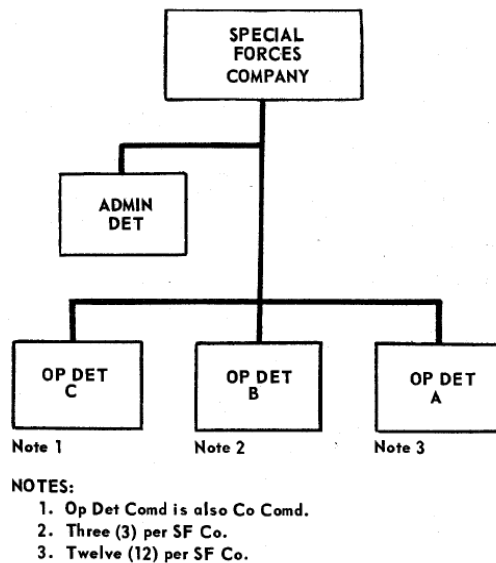 SPECIAL
FORCES
COMPANY
ADMIN
DET
OP DET
C
OP DET
B
OP DET
A
Note 1
Note 2
Note 3
NOTES:
1. Op Det Comd is also Co Comd.
2. Three (3) per SF Co.
3. Twelve (12) per SF Co.